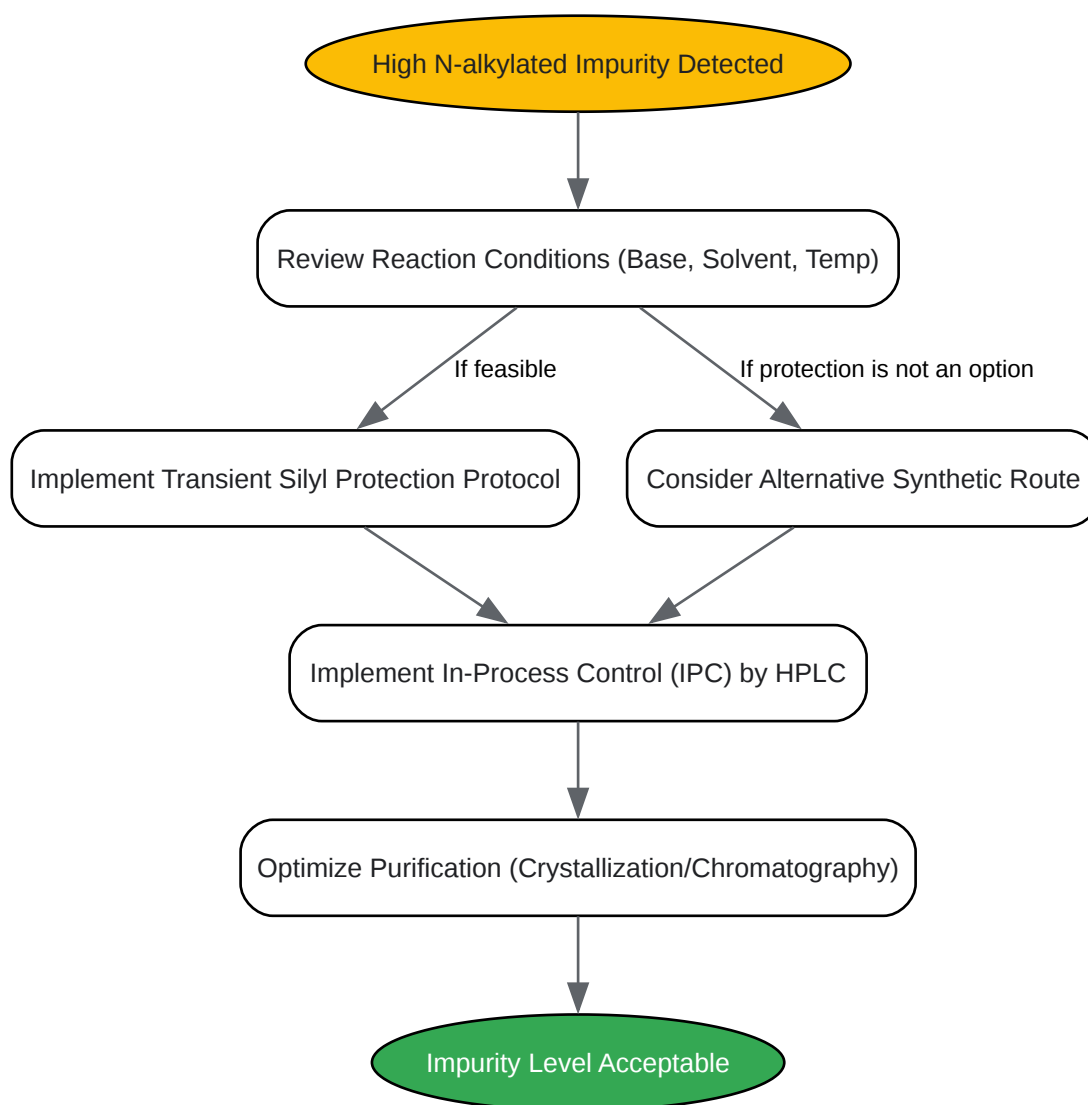 High N-alkylated Impurity Detected
Review Reaction Conditions (Base, Solvent, Temp)
If feasible
If protection is not an option
Implement Transient Silyl Protection Protocol
Consider Alternative Synthetic Route
Implement In-Process Control (IPC) by HPLC
Optimize Purification (Crystallization/Chromatography)
Impurity Level Acceptable